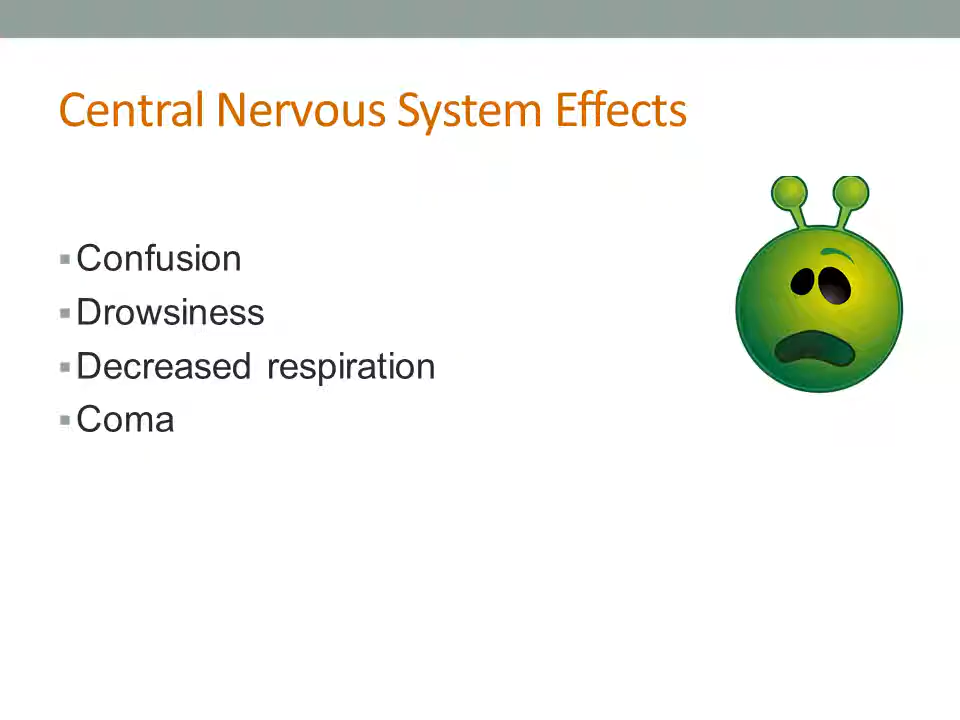 Central Nervous System Effects
▪Confusion
▪Drowsiness
▪Decreased respiration
▪Coma